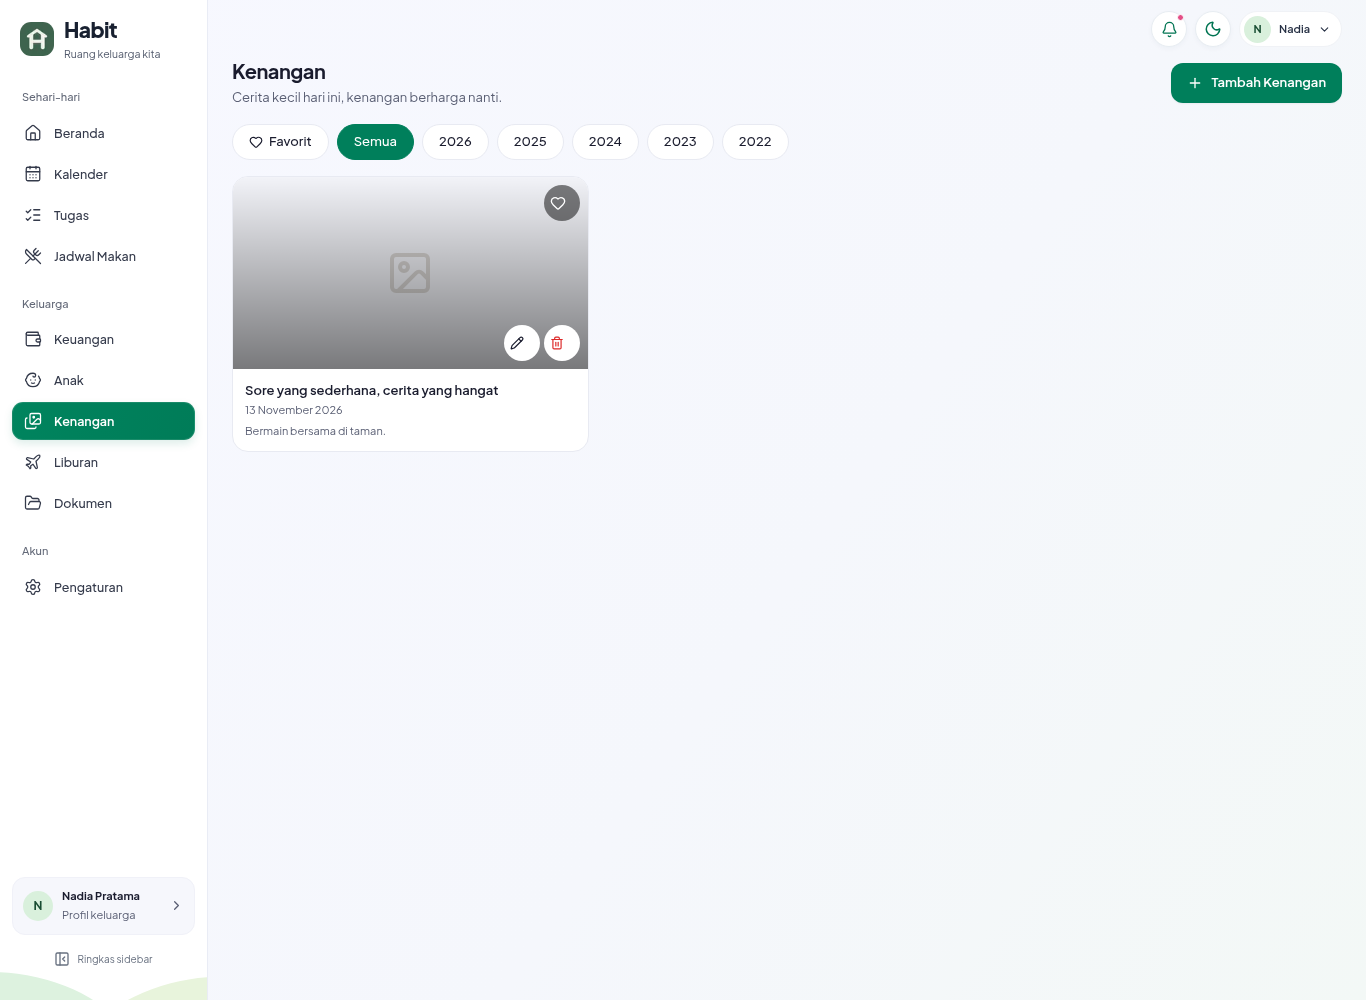 Habit
Ruang keluarga kita
Sehari-hari
Beranda
Kalender
Tugas
Jadwal Makan
Keluarga
Keuangan
Anak
Kenangan
Liburan
Dokumen
Akun
Pengaturan
N
Nadia Pratama
Profil keluarga
Ringkas sidebar
N
Nadia
Kenangan
Cerita kecil hari ini, kenangan berharga nanti.
Tambah Kenangan
Favorit
Semua
2026
2025
2024
2023
2022
Sore yang sederhana, cerita yang hangat
13 November 2026
Bermain bersama di taman.